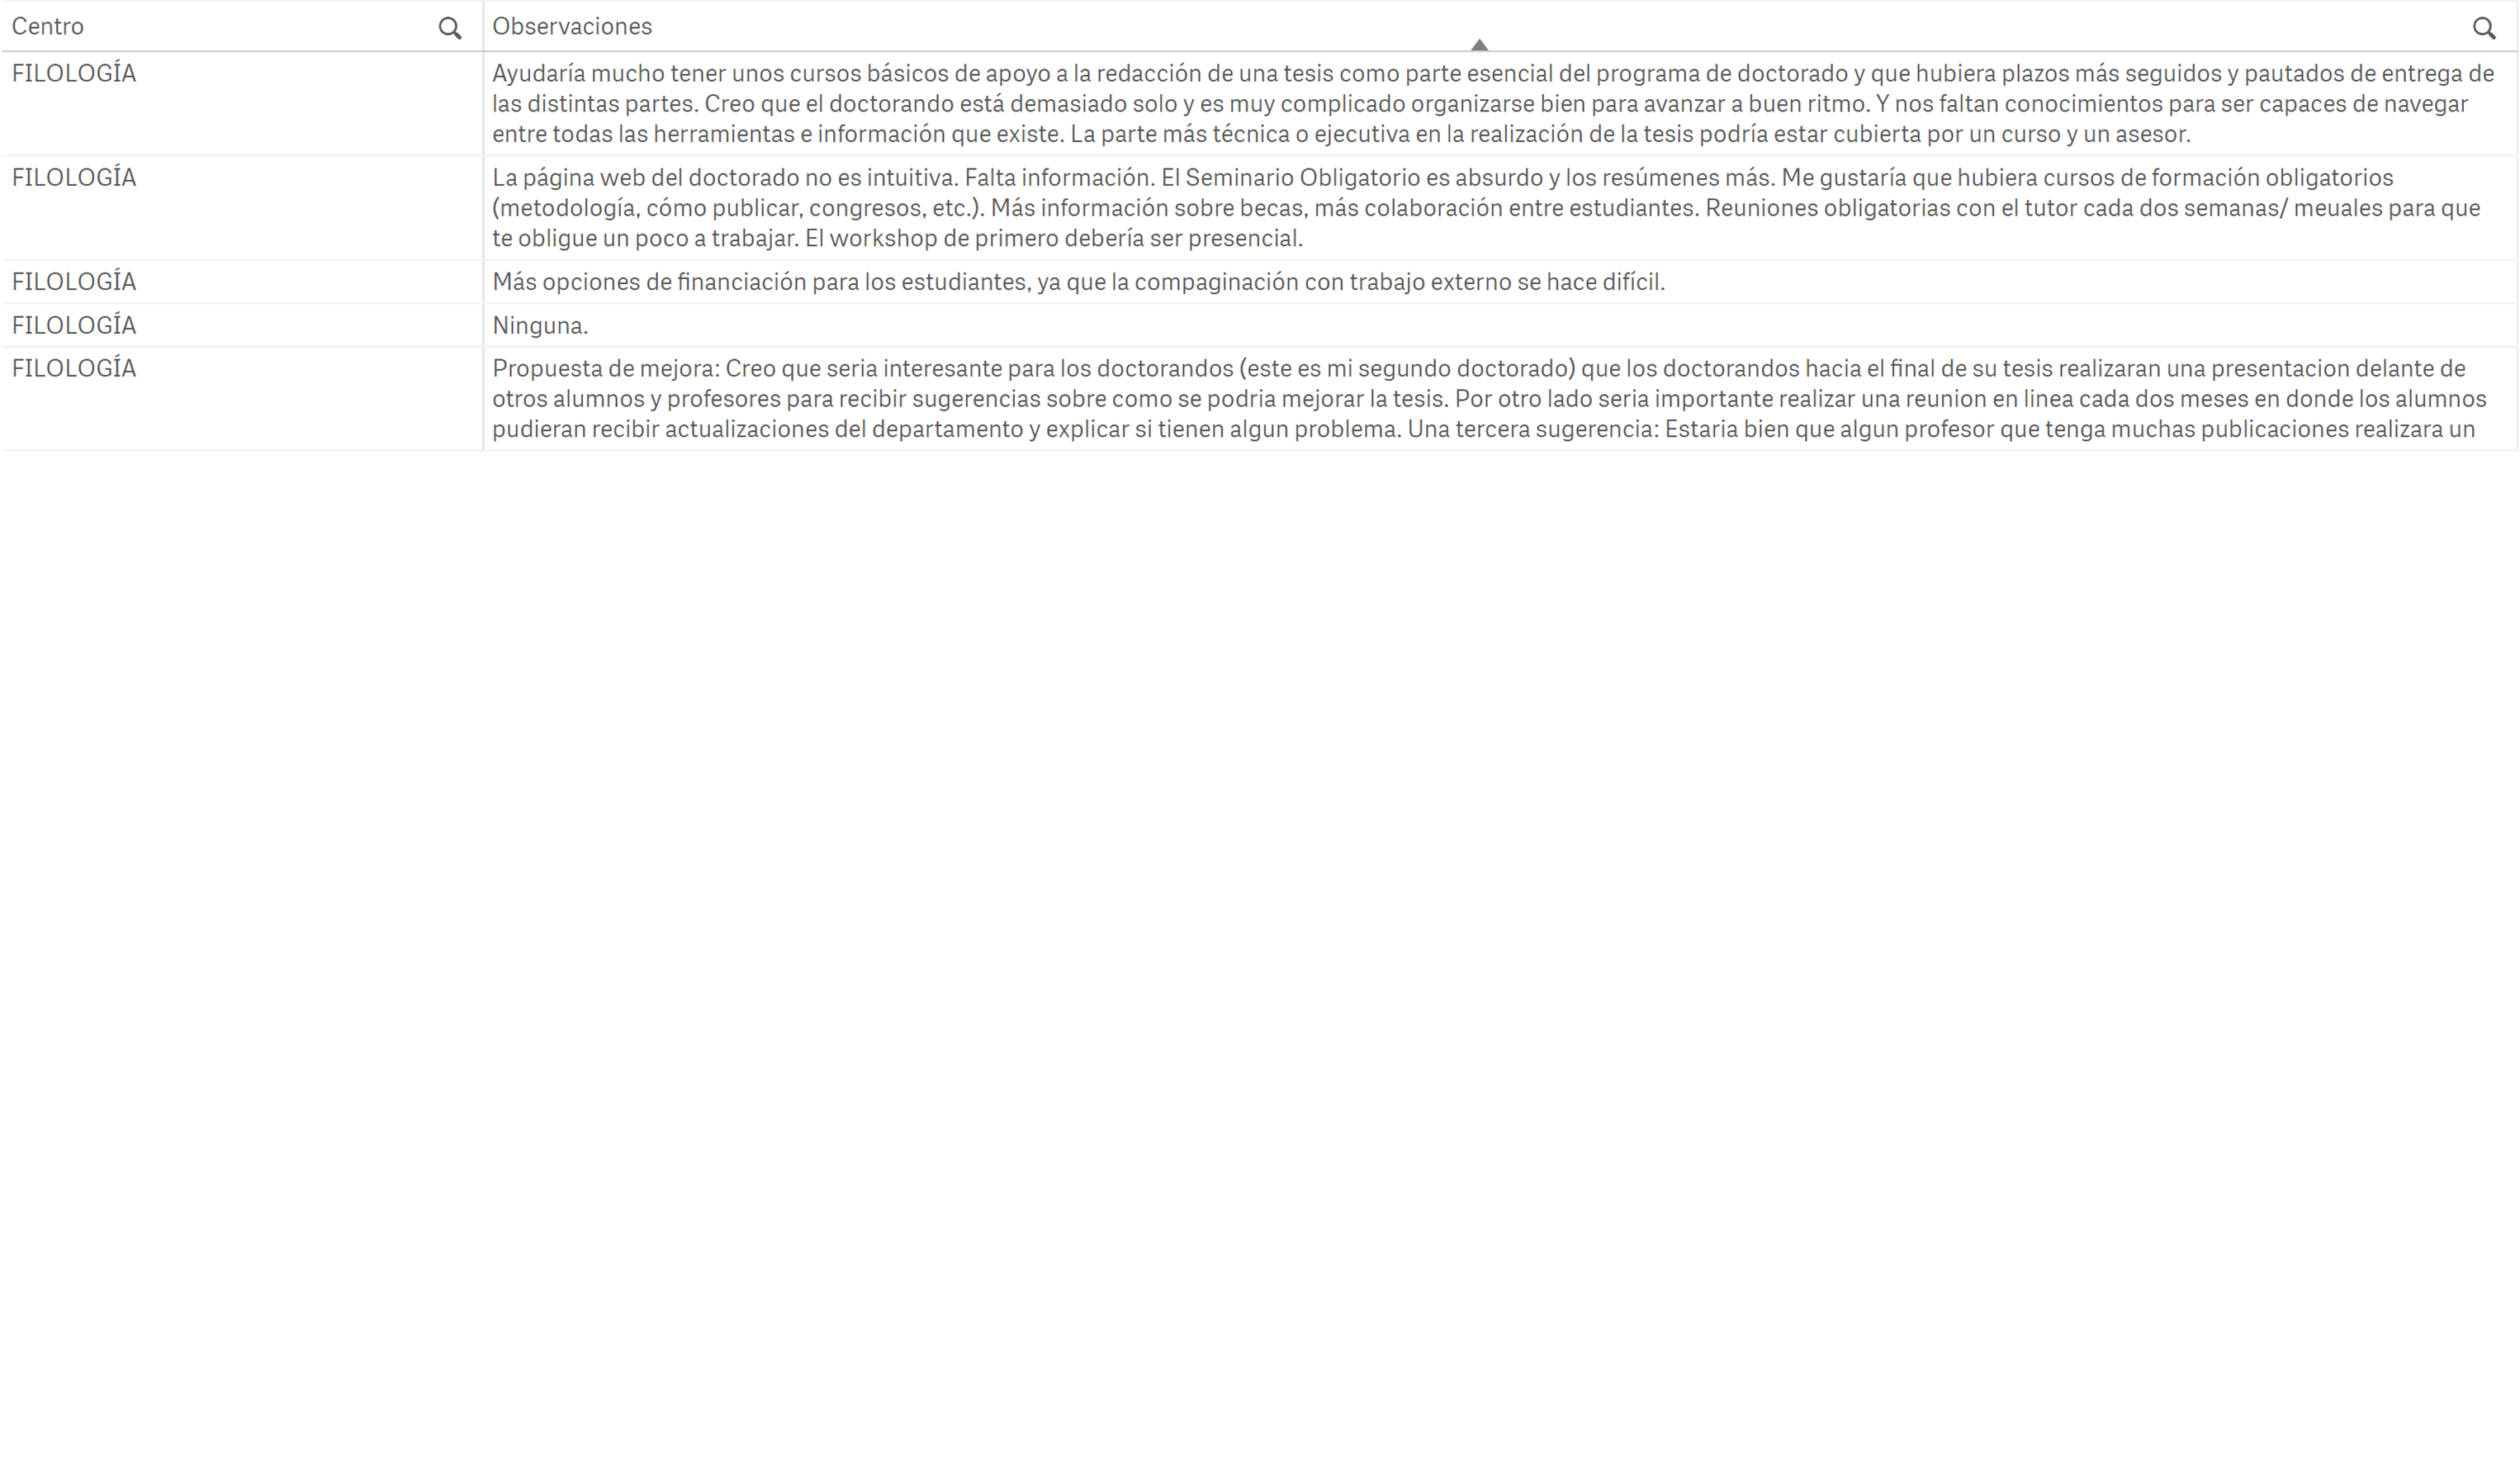 Centro
Observaciones
FILOLOGÍA
Ayudaría mucho tener unos cursos básicos de apoyo a la redacción de una tesis como parte esencial del programa de doctorado y que hubiera plazos más seguidos y pautados de entrega de
las distintas partes. Creo que el doctorando está demasiado solo y es muy complicado organizarse bien para avanzar a buen ritmo. Y nos faltan conocimientos para ser capaces de navegar
entre todas las herramientas e información que existe. La parte más técnica o ejecutiva en la realización de la tesis podría estar cubierta por un curso y un asesor.
FILOLOGÍA
La página web del doctorado no es intuitiva. Falta información. El Seminario Obligatorio es absurdo y los resúmenes más. Me gustaría que hubiera cursos de formación obligatorios
(metodología, cómo publicar, congresos, etc.). Más información sobre becas, más colaboración entre estudiantes. Reuniones obligatorias con el tutor cada dos semanas/ meuales para que
te obligue un poco a trabajar. El workshop de primero debería ser presencial.
FILOLOGÍA
Más opciones de financiación para los estudiantes, ya que la compaginación con trabajo externo se hace difícil.
FILOLOGÍA
Ninguna.
FILOLOGÍA
Propuesta de mejora: Creo que seria interesante para los doctorandos (este es mi segundo doctorado) que los doctorandos hacia el final de su tesis realizaran una presentacion delante de
otros alumnos y profesores para recibir sugerencias sobre como se podria mejorar la tesis. Por otro lado seria importante realizar una reunion en linea cada dos meses en donde los alumnos
pudieran recibir actualizaciones del departamento y explicar si tienen algun problema. Una tercera sugerencia: Estaria bien que algun profesor que tenga muchas publicaciones realizara un